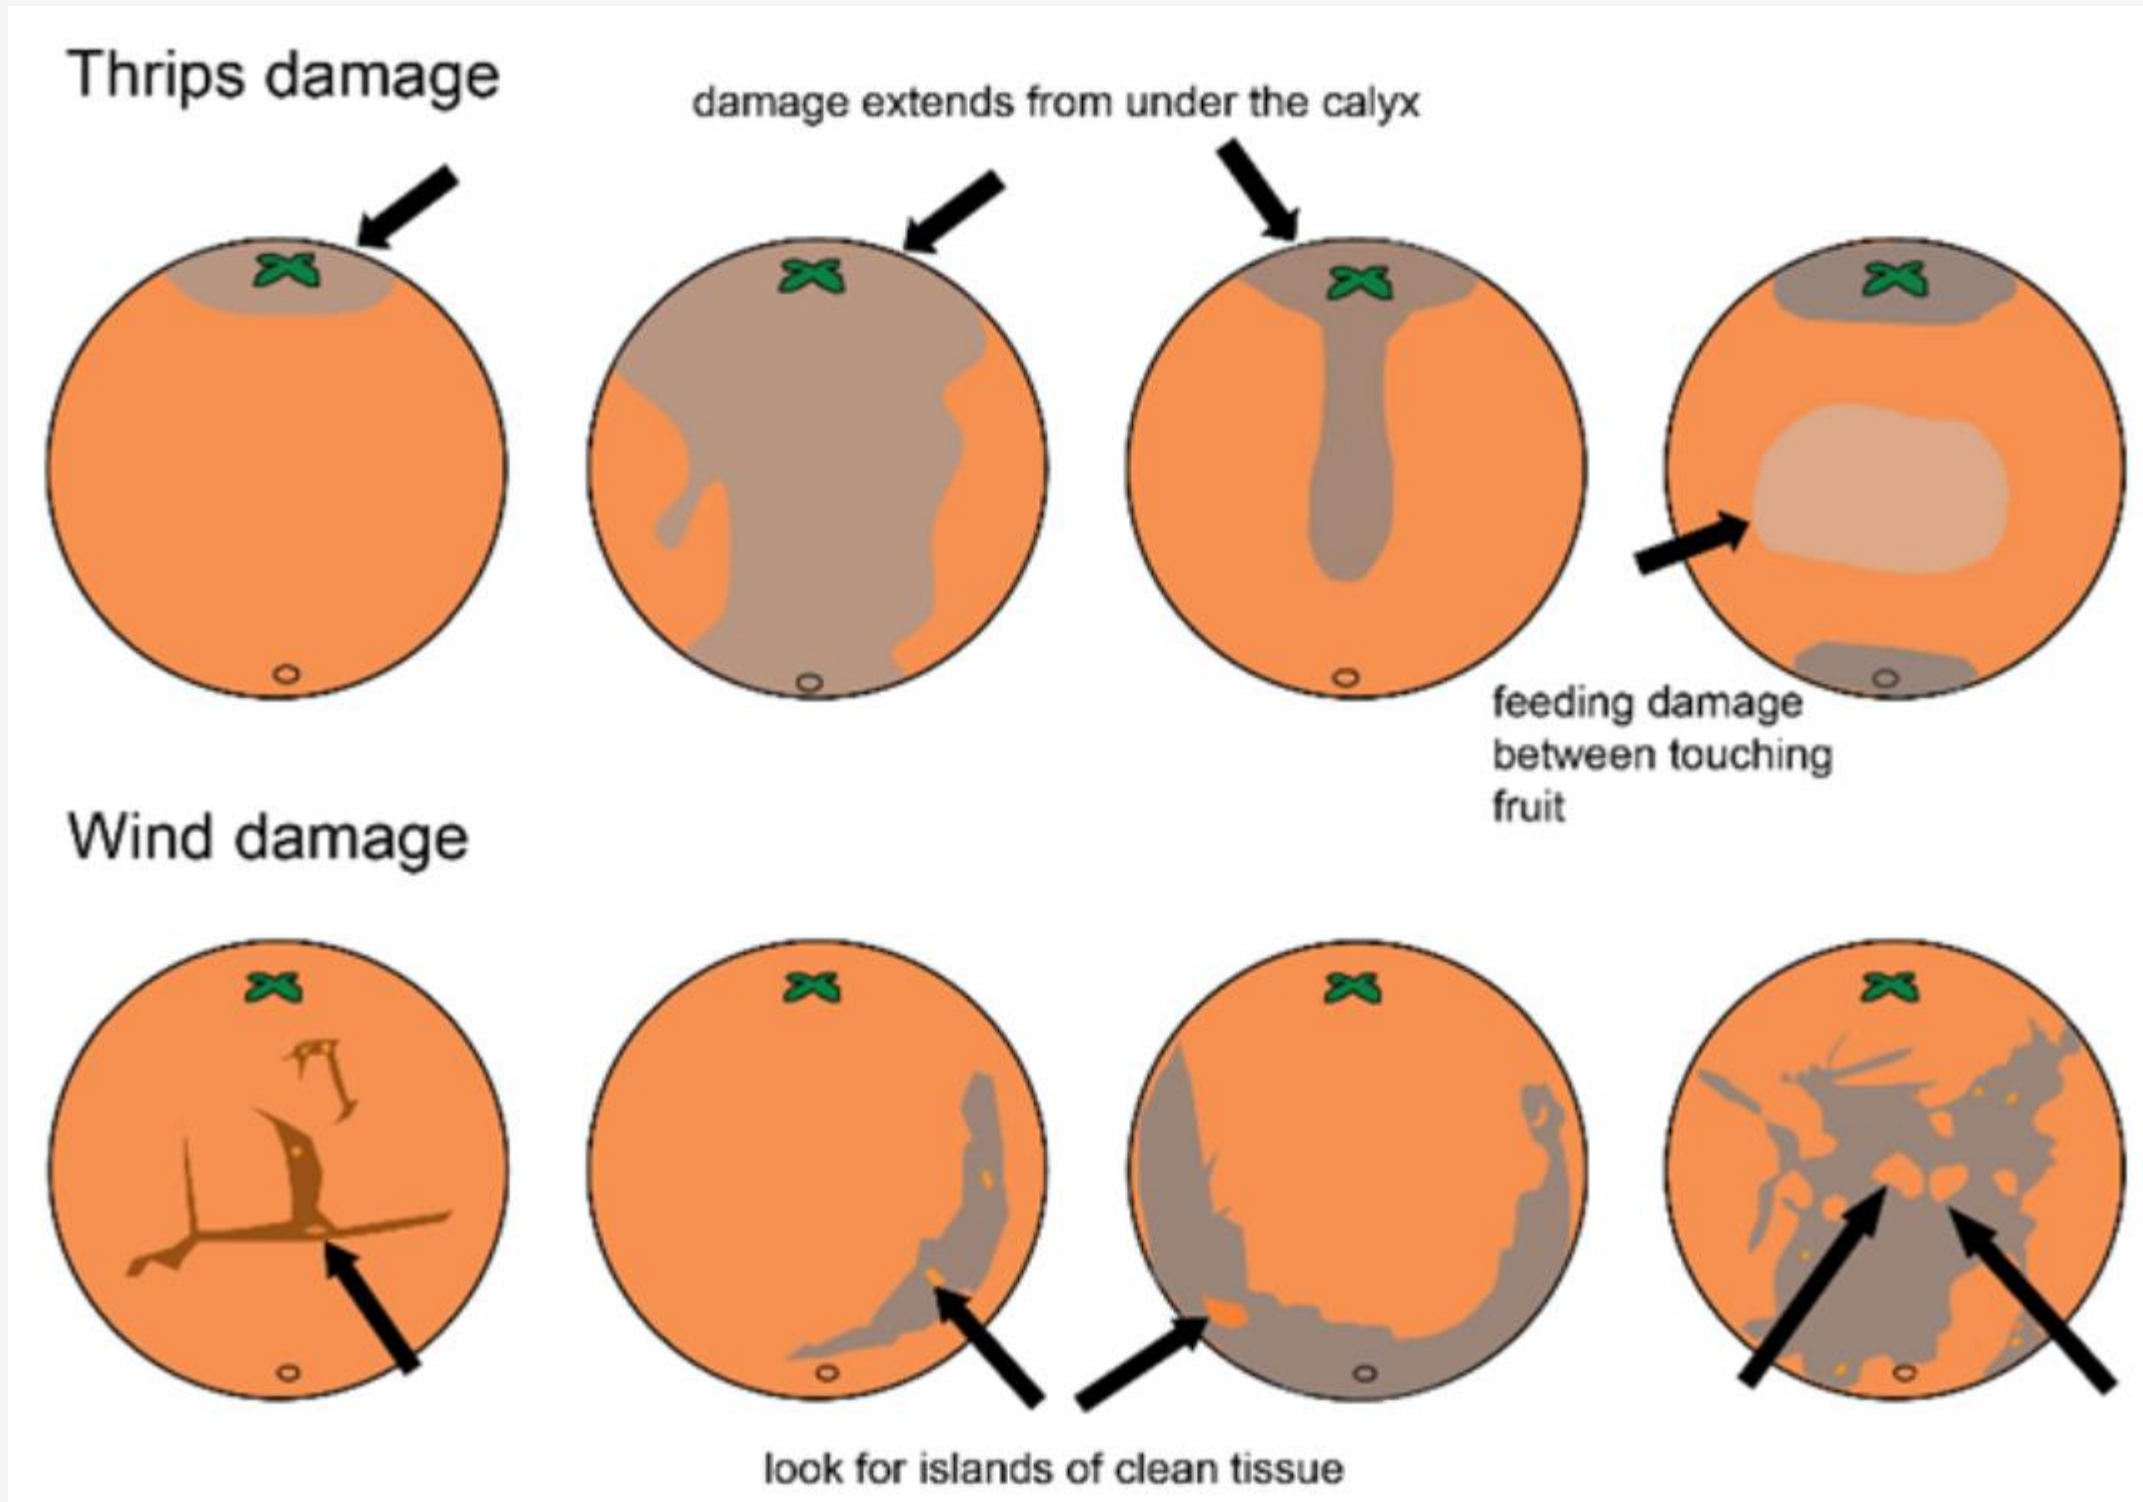 Thrips damage
damage extends from under the calyx
feeding damage
between touching
fruit
Wind damage
look for islands of clean tissue